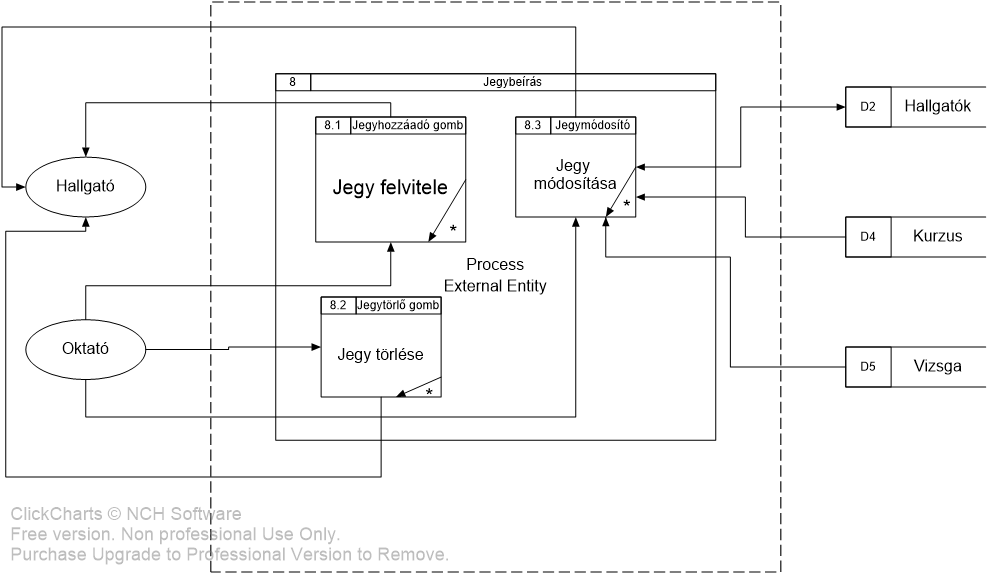 8 Jegybeírás
8.1 Jegyhozzáadó gomb
Jegy felvitele
*
8.3 Jegymódosító
Jegy
módosítása
*
D2 Hallgatók
Hallgató
D4 Kurzus
Process
External Entity
8.2 Jegytörlő gomb
Jegy törlése
*
Oktató
D5 Vizsga
ClickCharts © NCH Software
Free version. Non professional Use Only.
Purchase Upgrade to Professional Version to Remove.